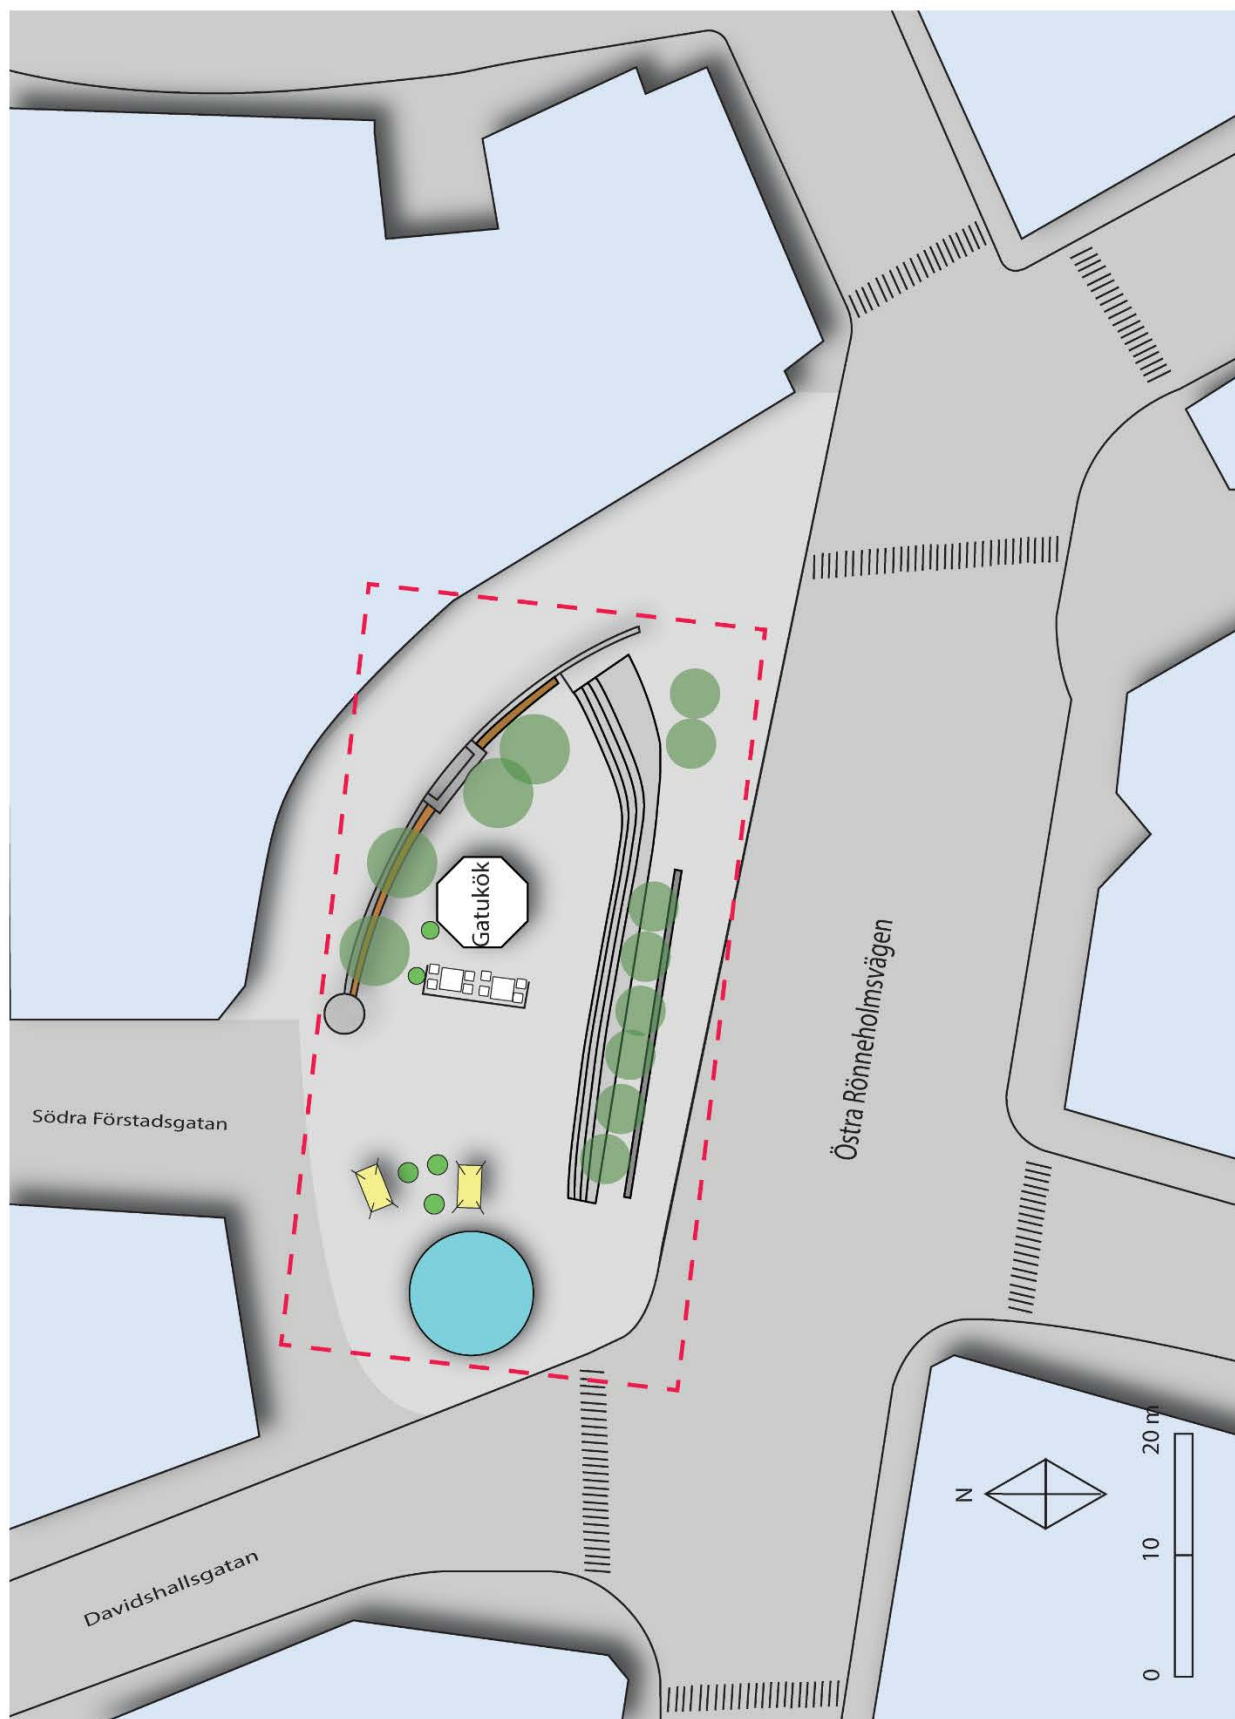 Gatukök
Södra Förstadsgatan
Östra Rönneholmsvägen
Davidshallsgatan
N
0 10 20 m